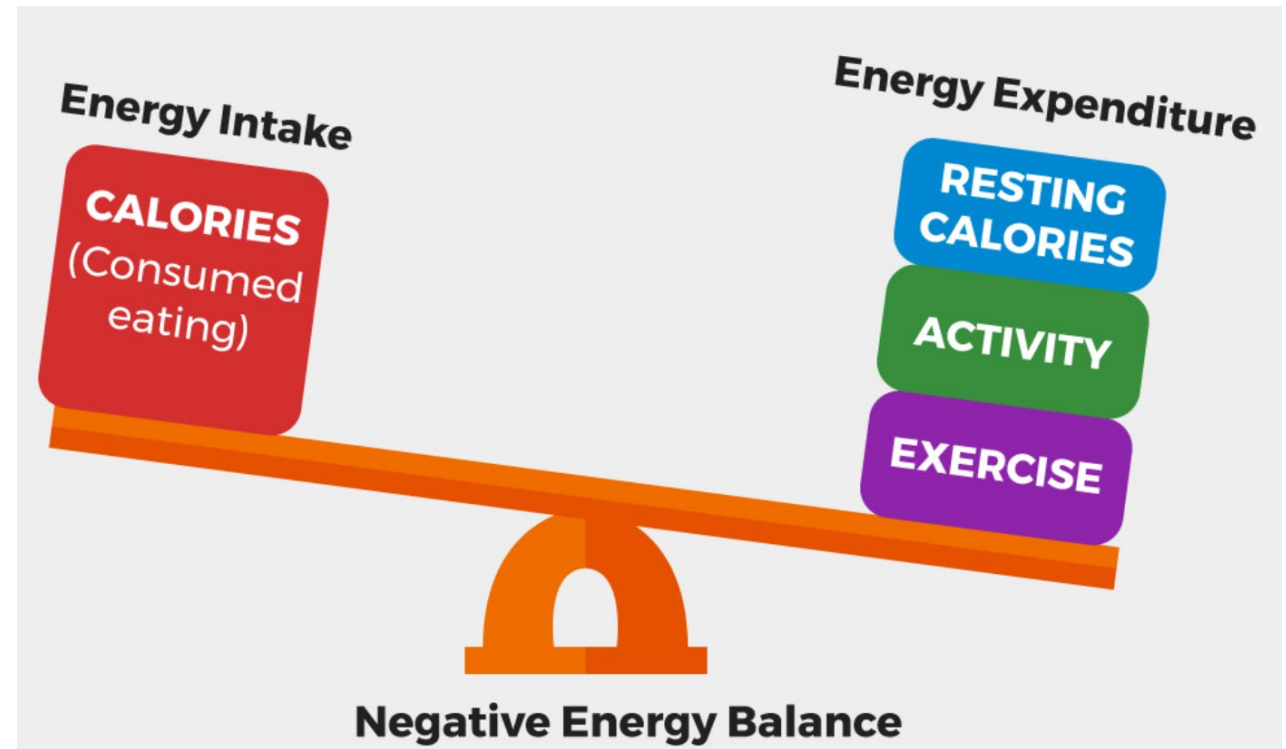 Energy Intake
CALORIES
(Consumed
eating)
Energy Expenditure
RESTING
CALORIES
ACTIVITY
EXERCISE
Negative Energy Balance